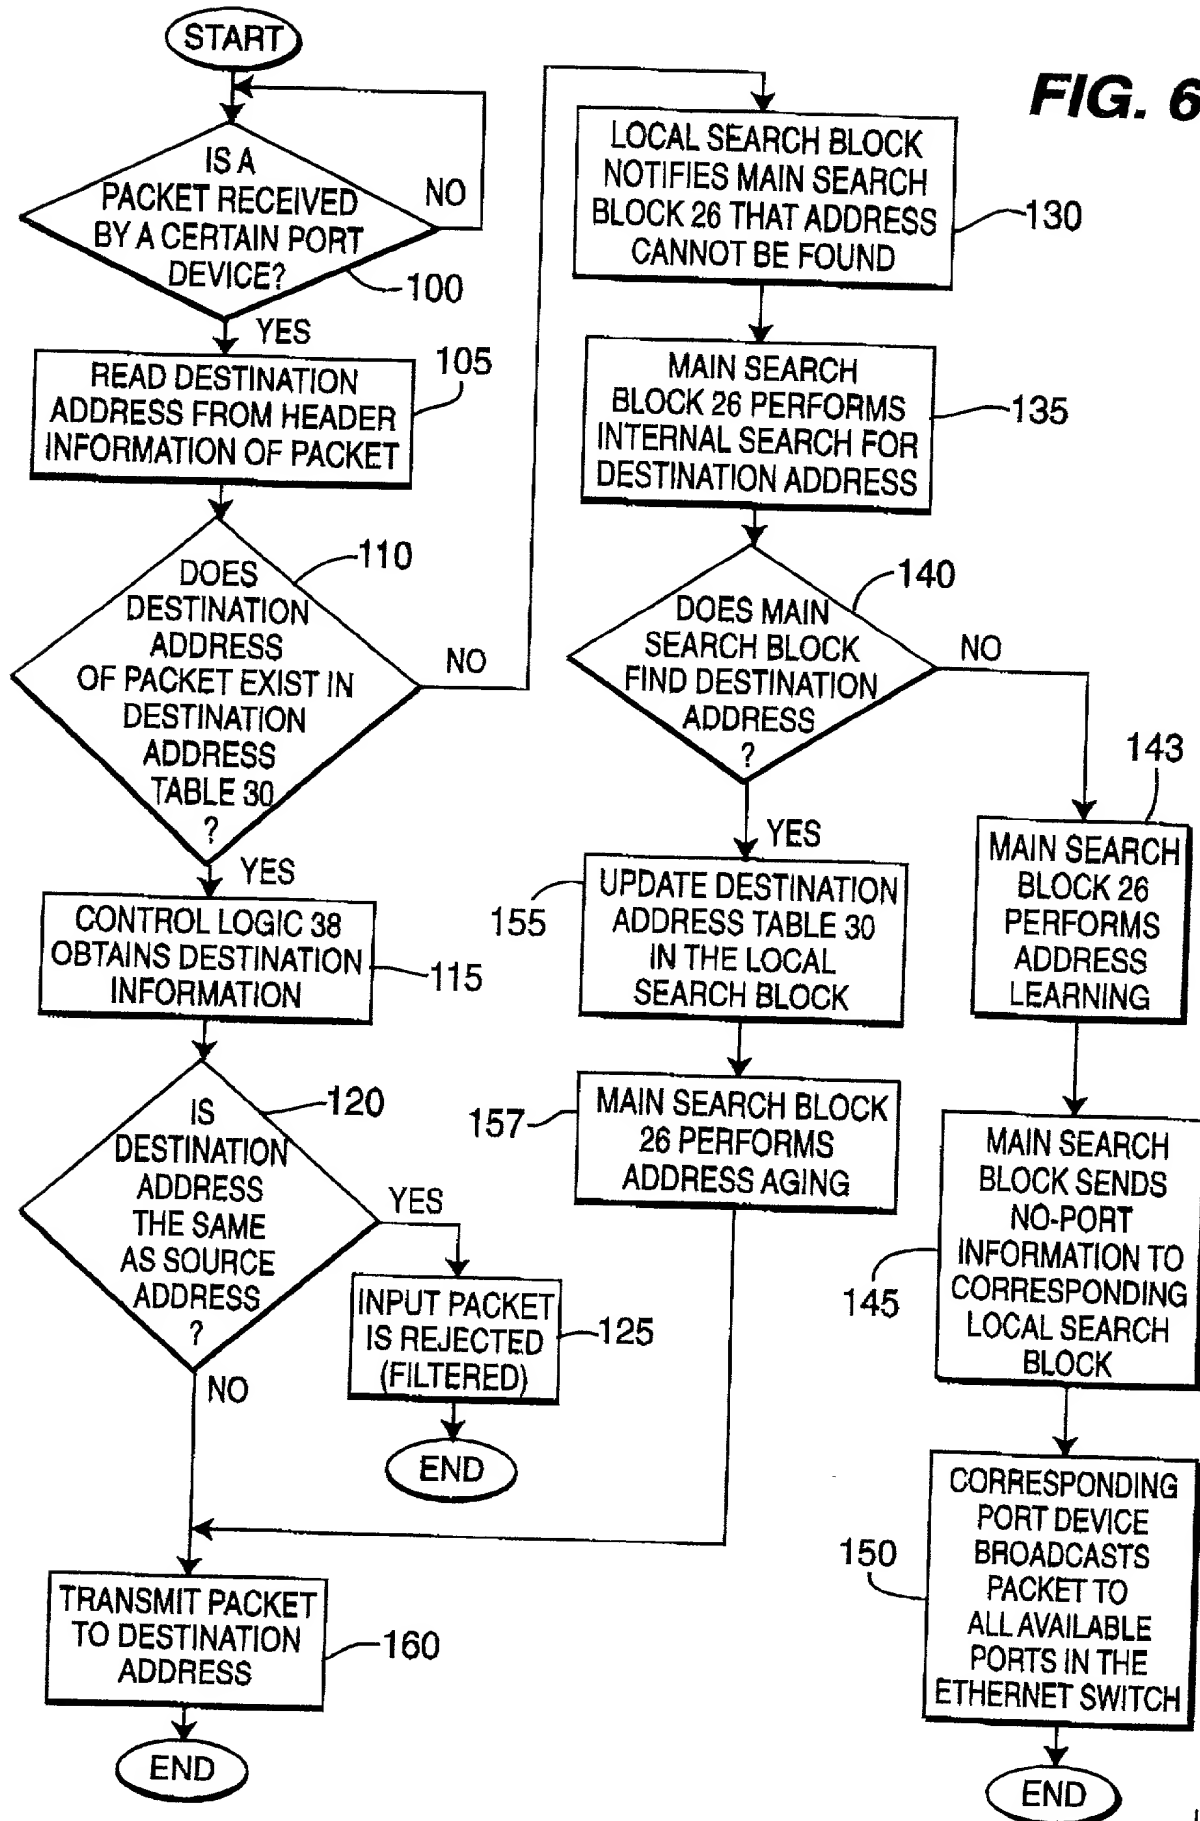 START
FIG. 6
IS A
PACKET RECEIVED
BY A CERTAIN PORT
DEVICE?
NO
100
YES
READ DESTINATION
ADDRESS FROM HEADER
INFORMATION OF PACKET
105
DOES
DESTINATION
ADDRESS
OF PACKET EXIST IN
DESTINATION
ADDRESS
TABLE 30
?
110
NO
YES
CONTROL LOGIC 38
OBTAINS DESTINATION
INFORMATION
115
IS
DESTINATION
ADDRESS
THE SAME
AS SOURCE
ADDRESS
?
120
YES
NO
INPUT PACKET
IS REJECTED
(FILTERED)
125
END
TRANSMIT PACKET
TO DESTINATION
ADDRESS
160
END
LOCAL SEARCH BLOCK
NOTIFIES MAIN SEARCH
BLOCK 26 THAT ADDRESS
CANNOT BE FOUND
130
MAIN SEARCH
BLOCK 26 PERFORMS
INTERNAL SEARCH FOR
DESTINATION ADDRESS
135
DOES MAIN
SEARCH BLOCK
FIND DESTINATION
ADDRESS
?
140
NO
YES
UPDATE DESTINATION
ADDRESS TABLE 30
IN THE LOCAL
SEARCH BLOCK
155
MAIN SEARCH BLOCK
26 PERFORMS
ADDRESS AGING
157
143
MAIN SEARCH
BLOCK 26
PERFORMS
ADDRESS
LEARNING
MAIN SEARCH
BLOCK SENDS
NO-PORT
INFORMATION TO
CORRESPONDING
LOCAL SEARCH
BLOCK
145
CORRESPONDING
PORT DEVICE
BROADCASTS
PACKET TO
ALL AVAILABLE
PORTS IN THE
ETHERNET SWITCH
150
END